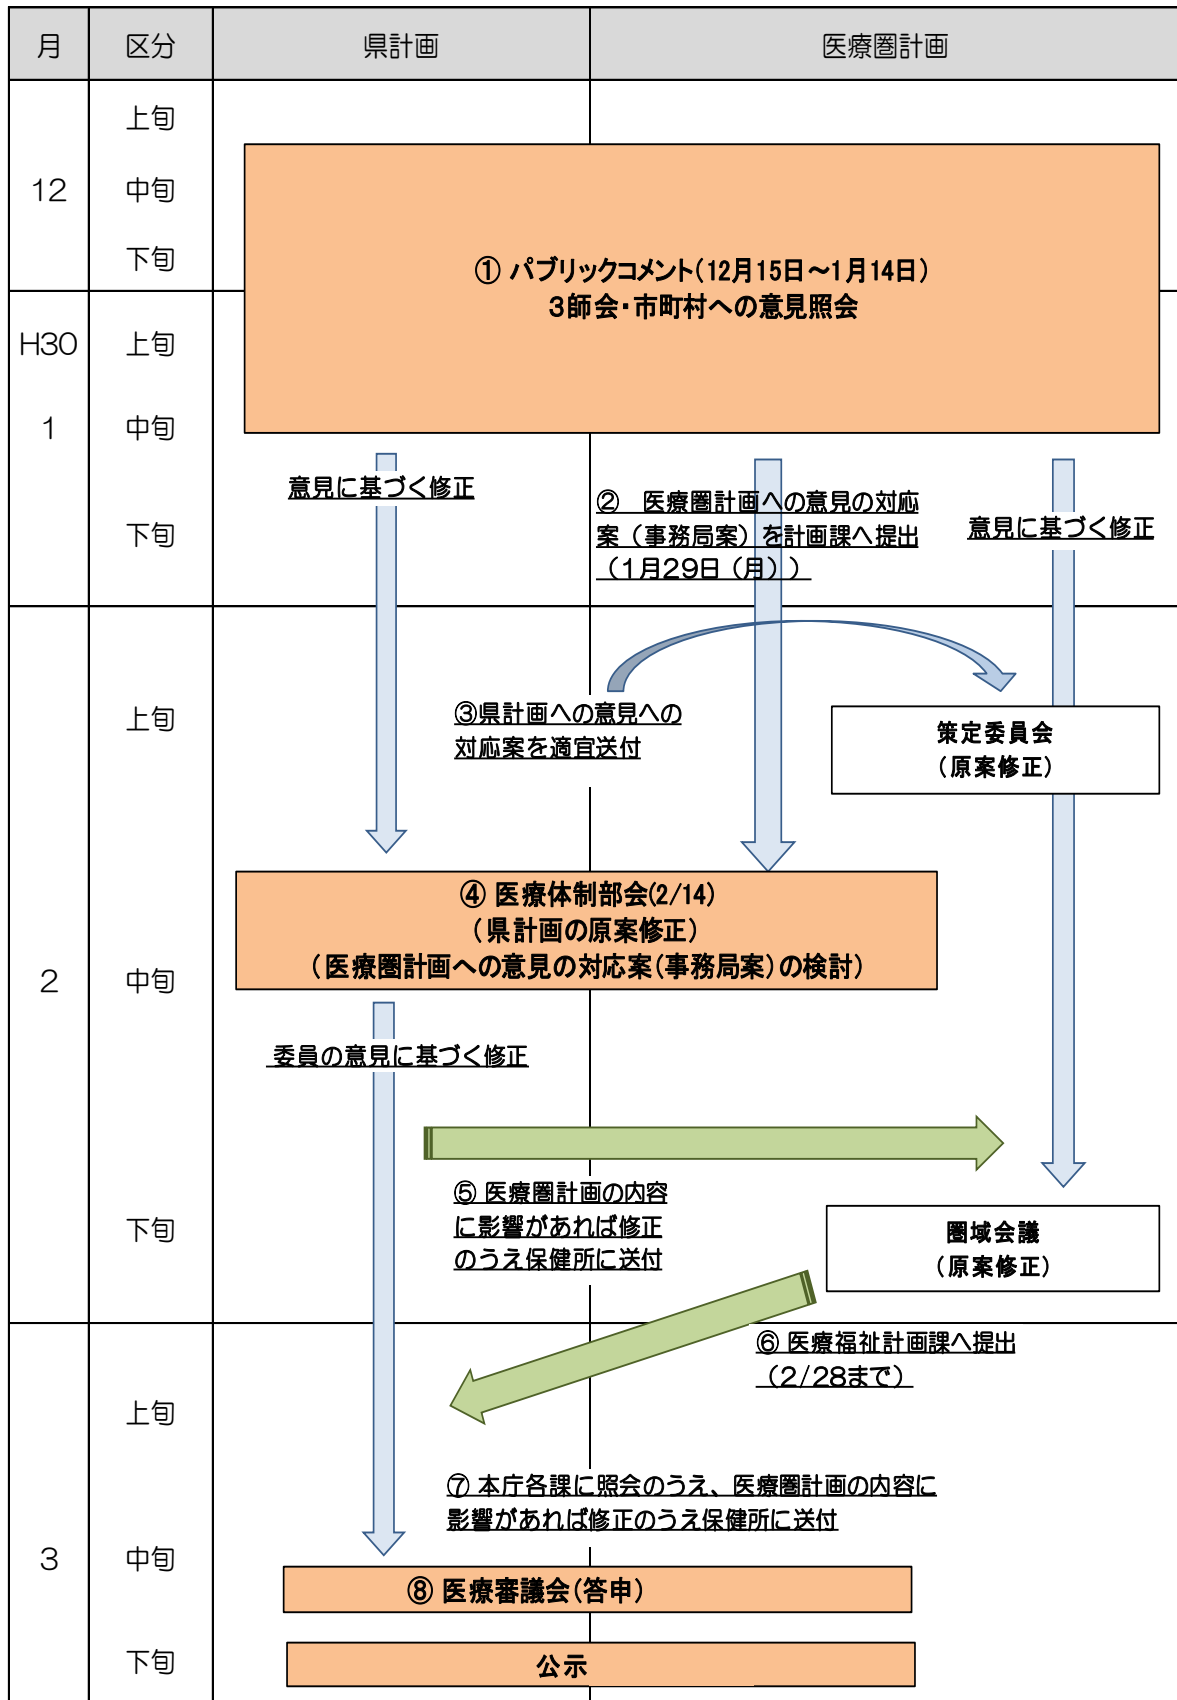 月
区分
県計画
医療圏計画
上旬
12
中旬
下旬
① パブリックコメント(12月15日～1月14日)
3師会・市町村への意見照会
H30
上旬
1
中旬
下旬
意見に基づく修正
②　医療圏計画への意見の対応
案（事務局案）を計画課へ提出
（1月29日（月））
意見に基づく修正
上旬
③県計画への意見への
対応案を適宜送付
策定委員会
(原案修正)
④ 医療体制部会(2/14)
(県計画の原案修正)
(医療圏計画への意見の対応案(事務局案)の検討)
2
中旬
委員の意見に基づく修正
⑤ 医療圏計画の内容
に影響があれば修正
のうえ保健所に送付
下旬
圏域会議
(原案修正)
⑥ 医療福祉計画課へ提出
（2/28まで）
上旬
⑦ 本庁各課に照会のうえ、医療圏計画の内容に
影響があれば修正のうえ保健所に送付
3
中旬
⑧ 医療審議会(答申)
下旬
公示